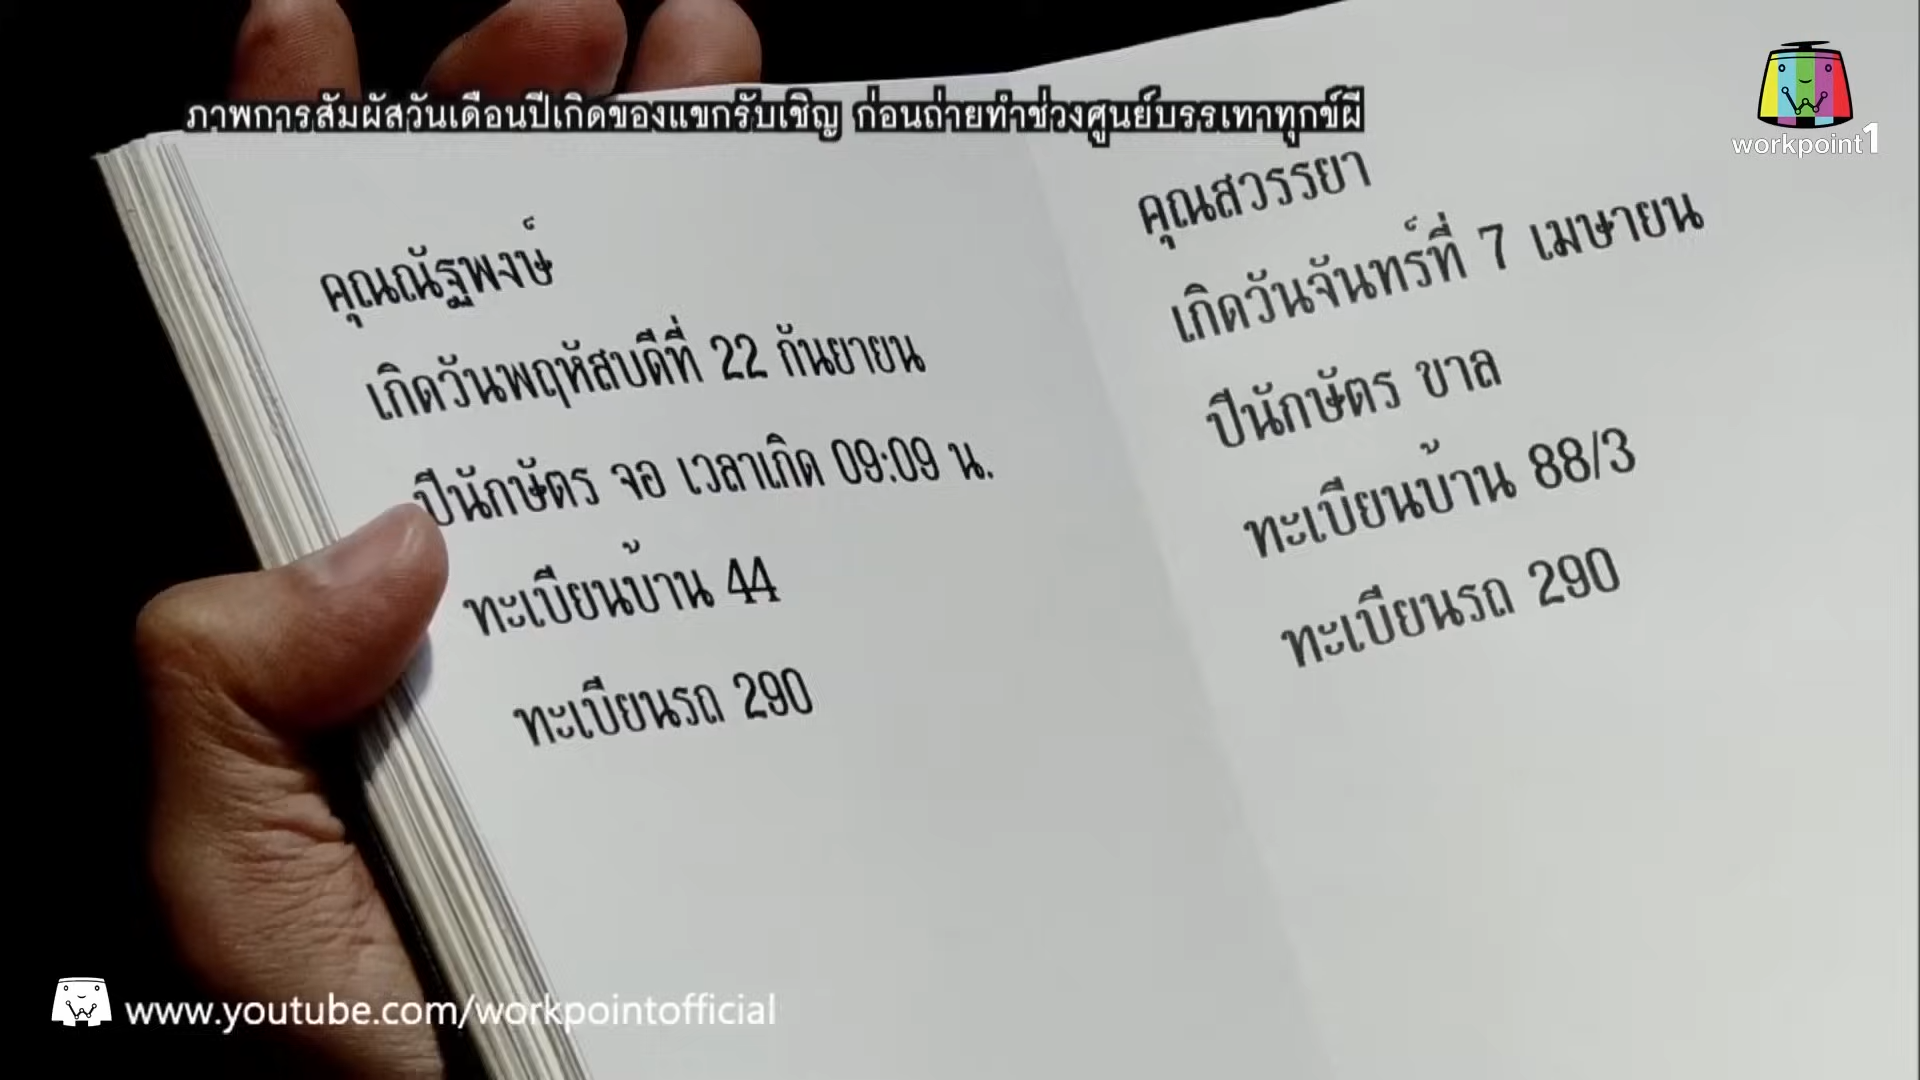 ภาพการสัมผัสวันเดือนปีเกิดของแขกรับเชิญ ก่อนถ่ายทำช่วงศูนย์บรรเทาทุกข์ผี
workpoint1
คุณณัฐพงษ์
เกิดวันพฤหัสบดีที่ 22 กันยายน
ปีนักษัตร จอ เวลาเกิด 09:09 น.
ทะเบียนบ้าน 44
ทะเบียนรถ 290
คุณสวรรยา
เกิดวันจันทร์ที่ 7 เมษายน
ปีนักษัตร ขาล
ทะเบียนบ้าน 88/3
ทะเบียนรถ 290
www.youtube.com/workpointofficial